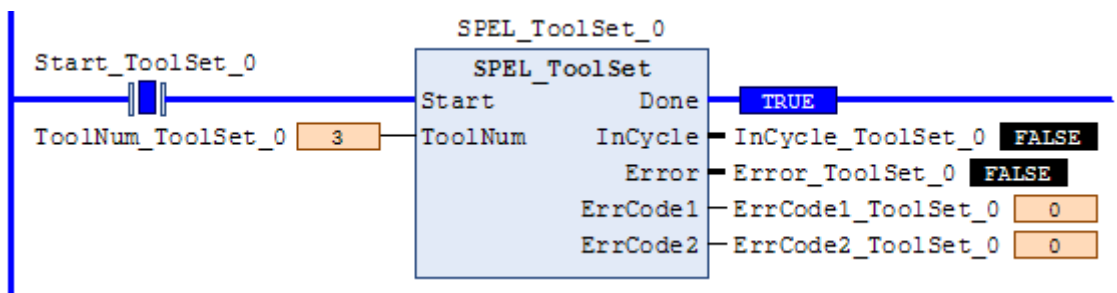 SPEL_ToolSet_0
Start_ToolSet_0
SPEL_ToolSet
Start Done TRUE
ToolNum_ToolSet_0 3 ToolNum InCycle InCycle_ToolSet_0 FALSE
Error Error_ToolSet_0 FALSE
ErrCode1 ErrCode1_ToolSet_0 0
ErrCode2 ErrCode2_ToolSet_0 0